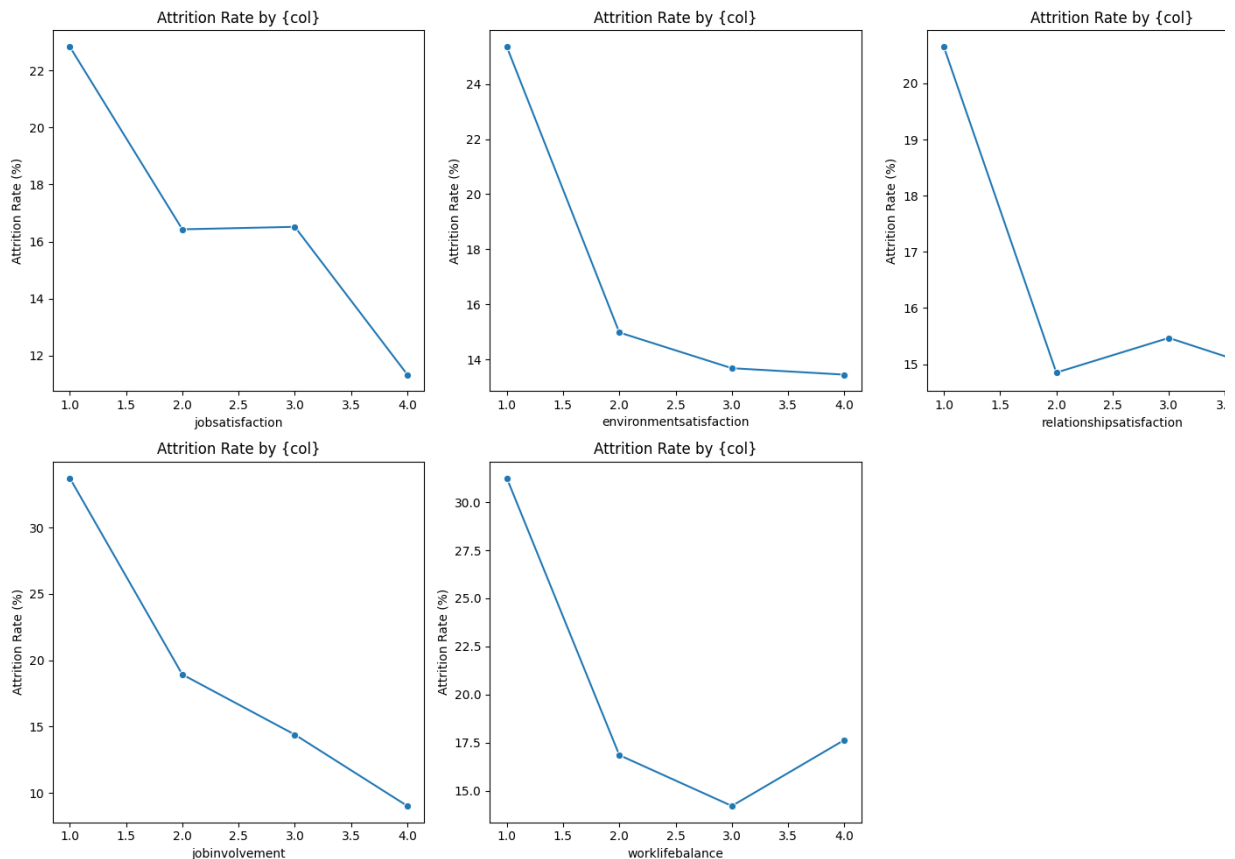 Attrition Rate by {col}
Attrition Rate by {col}
Attrition Rate by {col}
Attrition Rate (%)
22
20
18
16
14
12
1.0 1.5 2.0 2.5 3.0 3.5 4.0
jobsatisfaction
Attrition Rate (%)
24
22
20
18
16
14
1.0 1.5 2.0 2.5 3.0 3.5 4.0
environmentsatisfaction
Attrition Rate (%)
20
19
18
17
16
15
1.0 1.5 2.0 2.5 3.0 3.
relationshipsatisfaction
Attrition Rate by {col}
Attrition Rate by {col}
Attrition Rate (%)
30
25
20
15
10
1.0 1.5 2.0 2.5 3.0 3.5 4.0
jobinvolvement
Attrition Rate (%)
30.0
27.5
25.0
22.5
20.0
17.5
15.0
1.0 1.5 2.0 2.5 3.0 3.5 4.0
worklifebalance